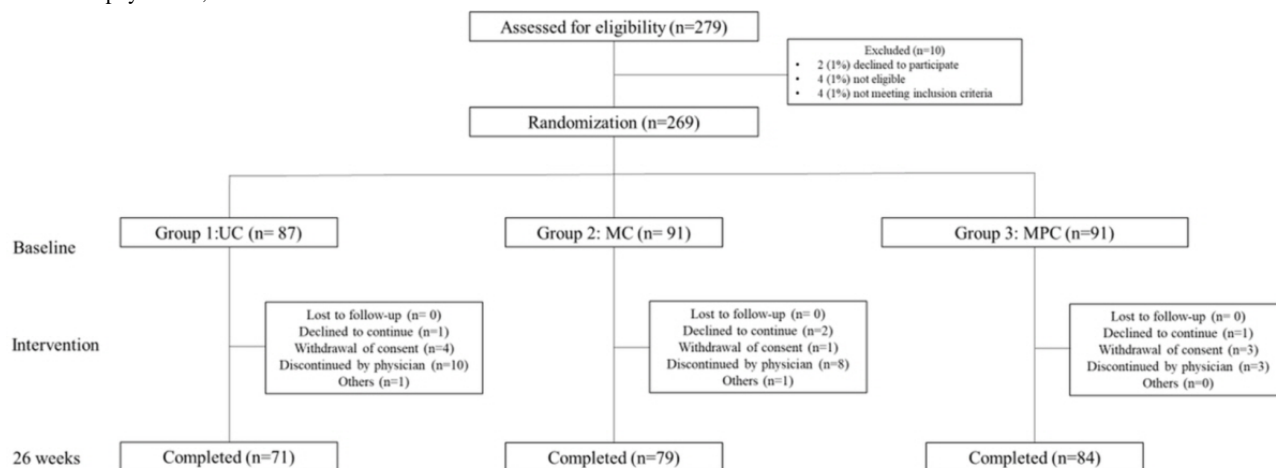 Assessed for eligibility (n=279)
Excluded (n=10)
• 2 (1%) declined to participate
• 4 (1%) not eligible
• 4 (1%) not meeting inclusion criteria
Randomization (n=269)
Baseline
Group 1:UC (n= 87)
Group 2: MC (n= 91)
Group 3: MPC (n=91)
Intervention
Lost to follow-up (n= 0)
Declined to continue (n=1)
Withdrawal of consent (n=4)
Discontinued by physician (n=10)
Others (n=1)
Lost to follow-up (n= 0)
Declined to continue (n=2)
Withdrawal of consent (n=1)
Discontinued by physician (n=8)
Others (n=1)
Lost to follow-up (n= 0)
Declined to continue (n=1)
Withdrawal of consent (n=3)
Discontinued by physician (n=3)
Others (n=0)
26 weeks
Completed (n=71)
Completed (n=79)
Completed (n=84)